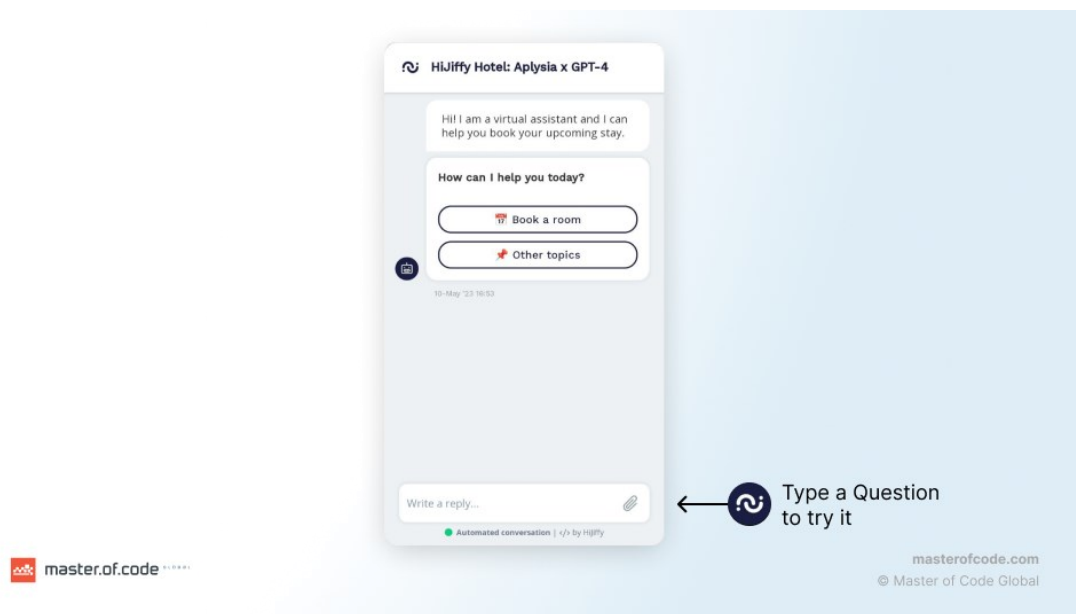 HiJiffy Hotel: Aplysia x GPT-4
Hi! I am a virtual assistant and I can
help you book your upcoming stay.
How can I help you today?
Book a room
Other topics
10-May '23 16:53
Write a reply...
Automated conversation | </> by HiJiffy
Type a Question
to try it
master.of.code GLOBAL
masterofcode.com
© Master of Code Global